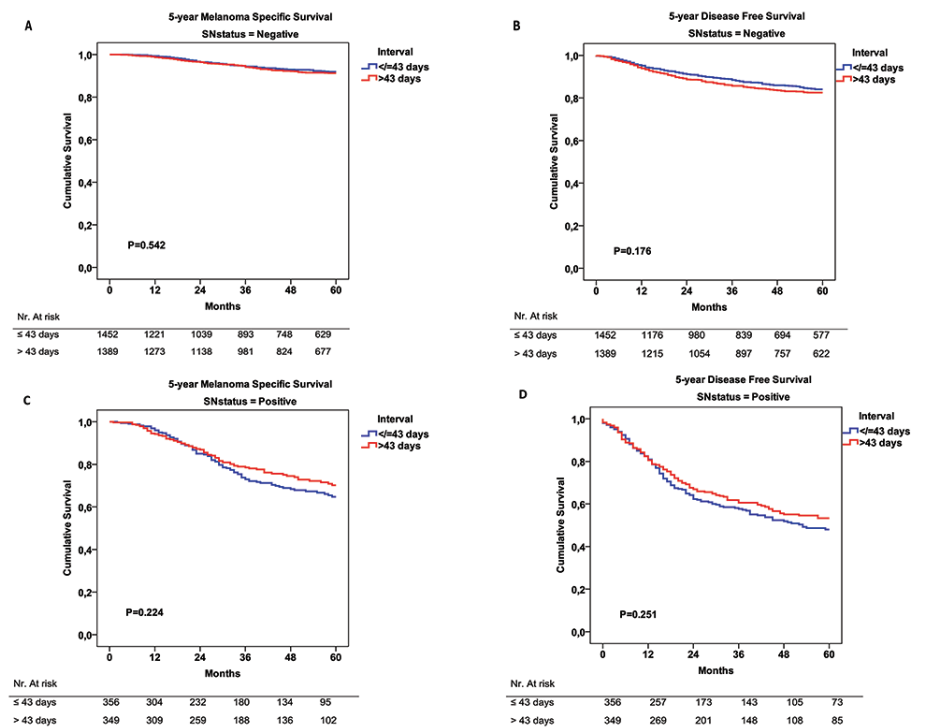 A
5-year Melanoma Specific Survival
SNstatus = Negative
Interval
</=43 days
>43 days
Cumulative Survival
1,0
0,8
0,6
0,4
0,2
0,0
P=0.542
0 12 24 36 48 60
Months
Nr. At risk
≤ 43 days 1452 1221 1039 893 748 629
> 43 days 1389 1273 1138 981 824 677
B
5-year Disease Free Survival
SNstatus = Negative
Interval
</=43 days
>43 days
Cumulative Survival
1,0
0,8
0,6
0,4
0,2
0,0
P=0.176
0 12 24 36 48 60
Months
Nr. At risk
≤ 43 days 1452 1176 980 839 694 577
> 43 days 1389 1215 1054 897 757 622
C
5-year Melanoma Specific Survival
SNstatus = Positive
Interval
</=43 days
>43 days
Cumulative Survival
1,0
0,8
0,6
0,4
0,2
0,0
P=0.224
0 12 24 36 48 60
Months
Nr. At risk
≤ 43 days 356 304 232 180 134 95
> 43 days 349 309 259 188 136 102
D
5-year Disease Free Survival
SNstatus = Positive
Interval
</=43 days
>43 days
Cumulative Survival
1,0
0,8
0,6
0,4
0,2
0,0
P=0.251
0 12 24 36 48 60
Months
Nr. At risk
≤ 43 days 356 257 173 143 105 73
> 43 days 349 269 201 148 108 85